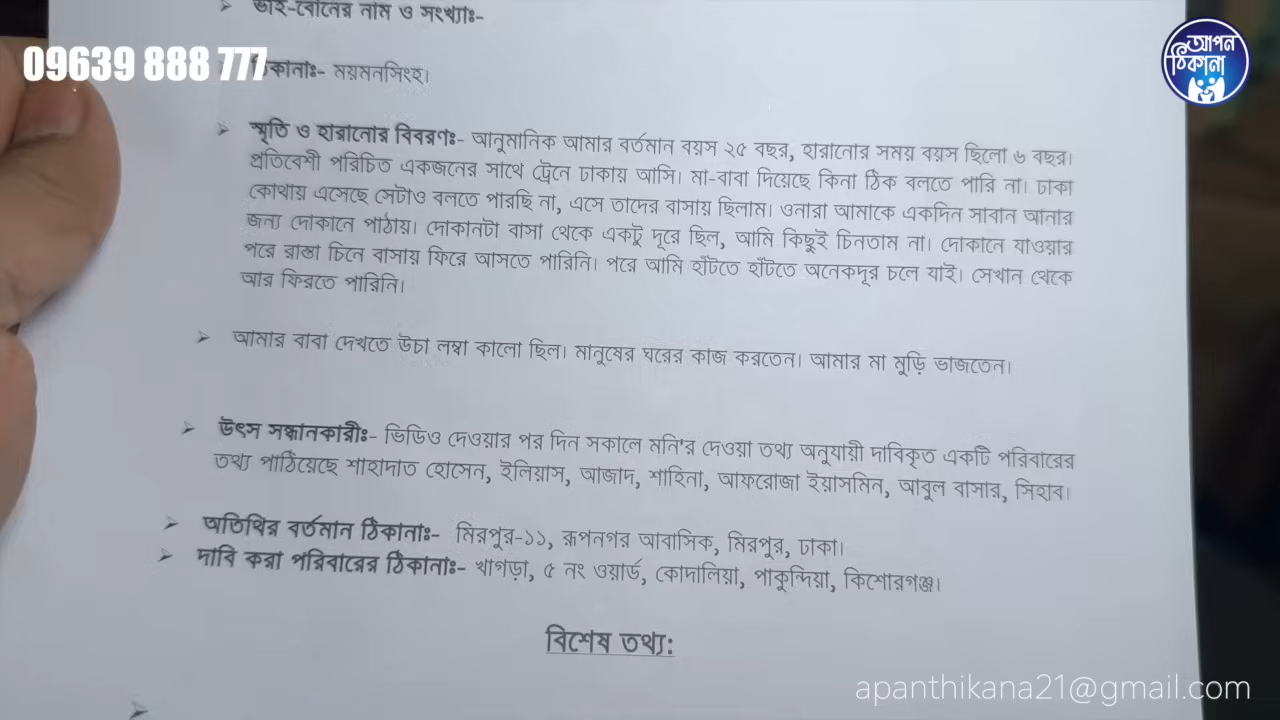 ভাই-বোনের নাম ও সংখ্যাঃ-
09639 888 777
আপন ঠিকানা
ঠিকানাঃ- ময়মনসিংহ।
স্মৃতি ও হারানোর বিবরণঃ- আনুমানিক আমার বর্তমান বয়স ২৫ বছর, হারানোর সময় বয়স ছিলো ৬ বছর।
প্রতিবেশী পরিচিত একজনের সাথে ট্রেনে ঢাকায় আসি। মা-বাবা দিয়েছে কিনা ঠিক বলতে পারি না। ঢাকা
কোথায় এসেছে সেটাও বলতে পারছি না, এসে তাদের বাসায় ছিলাম। ওনারা আমাকে একদিন সাবান আনার
জন্য দোকানে পাঠায়। দোকানটা বাসা থেকে একটু দূরে ছিল, আমি কিছুই চিনতাম না। দোকানে যাওয়ার
পরে রাস্তা চিনে বাসায় ফিরে আসতে পারিনি। পরে আমি হাঁটতে হাঁটতে অনেকদূর চলে যাই। সেখান থেকে
আর ফিরতে পারিনি।
আমার বাবা দেখতে উচা লম্বা কালো ছিল। মানুষের ঘরের কাজ করতেন। আমার মা মুড়ি ভাজতেন।
উৎস সন্ধানকারীঃ- ভিডিও দেওয়ার পর দিন সকালে মনি'র দেওয়া তথ্য অনুযায়ী দাবিকৃত একটি পরিবারের
তথ্য পাঠিয়েছে শাহাদাত হোসেন, ইলিয়াস, আজাদ, শাহিনা, আফরোজা ইয়াসমিন, আবুল বাসার, সিহাব।
অতিথির বর্তমান ঠিকানাঃ- মিরপুর-১১, রূপনগর আবাসিক, মিরপুর, ঢাকা।
দাবি করা পরিবারের ঠিকানাঃ- খাগড়া, ৫ নং ওয়ার্ড, কোদালিয়া, পাকুন্দিয়া, কিশোরগঞ্জ।
বিশেষ তথ্য:
apanthikana21@gmail.com